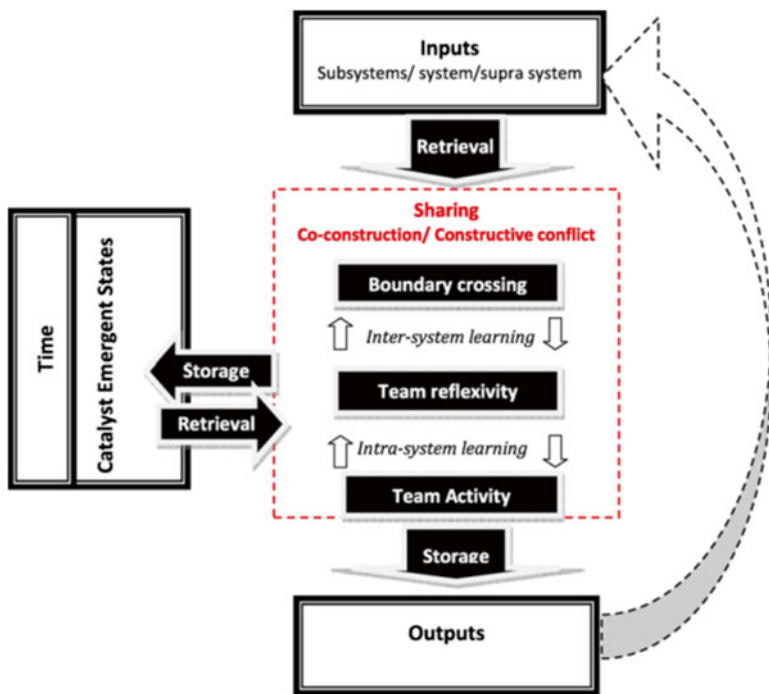 Inputs
Subsystems/ system/supra system
Retrieval
Sharing
Co-construction/ Constructive conflict
Boundary crossing
Inter-system learning
Time
Catalyst Emergent States
Storage
Retrieval
Team reflexivity
Intra-system learning
Team Activity
Storage
Outputs